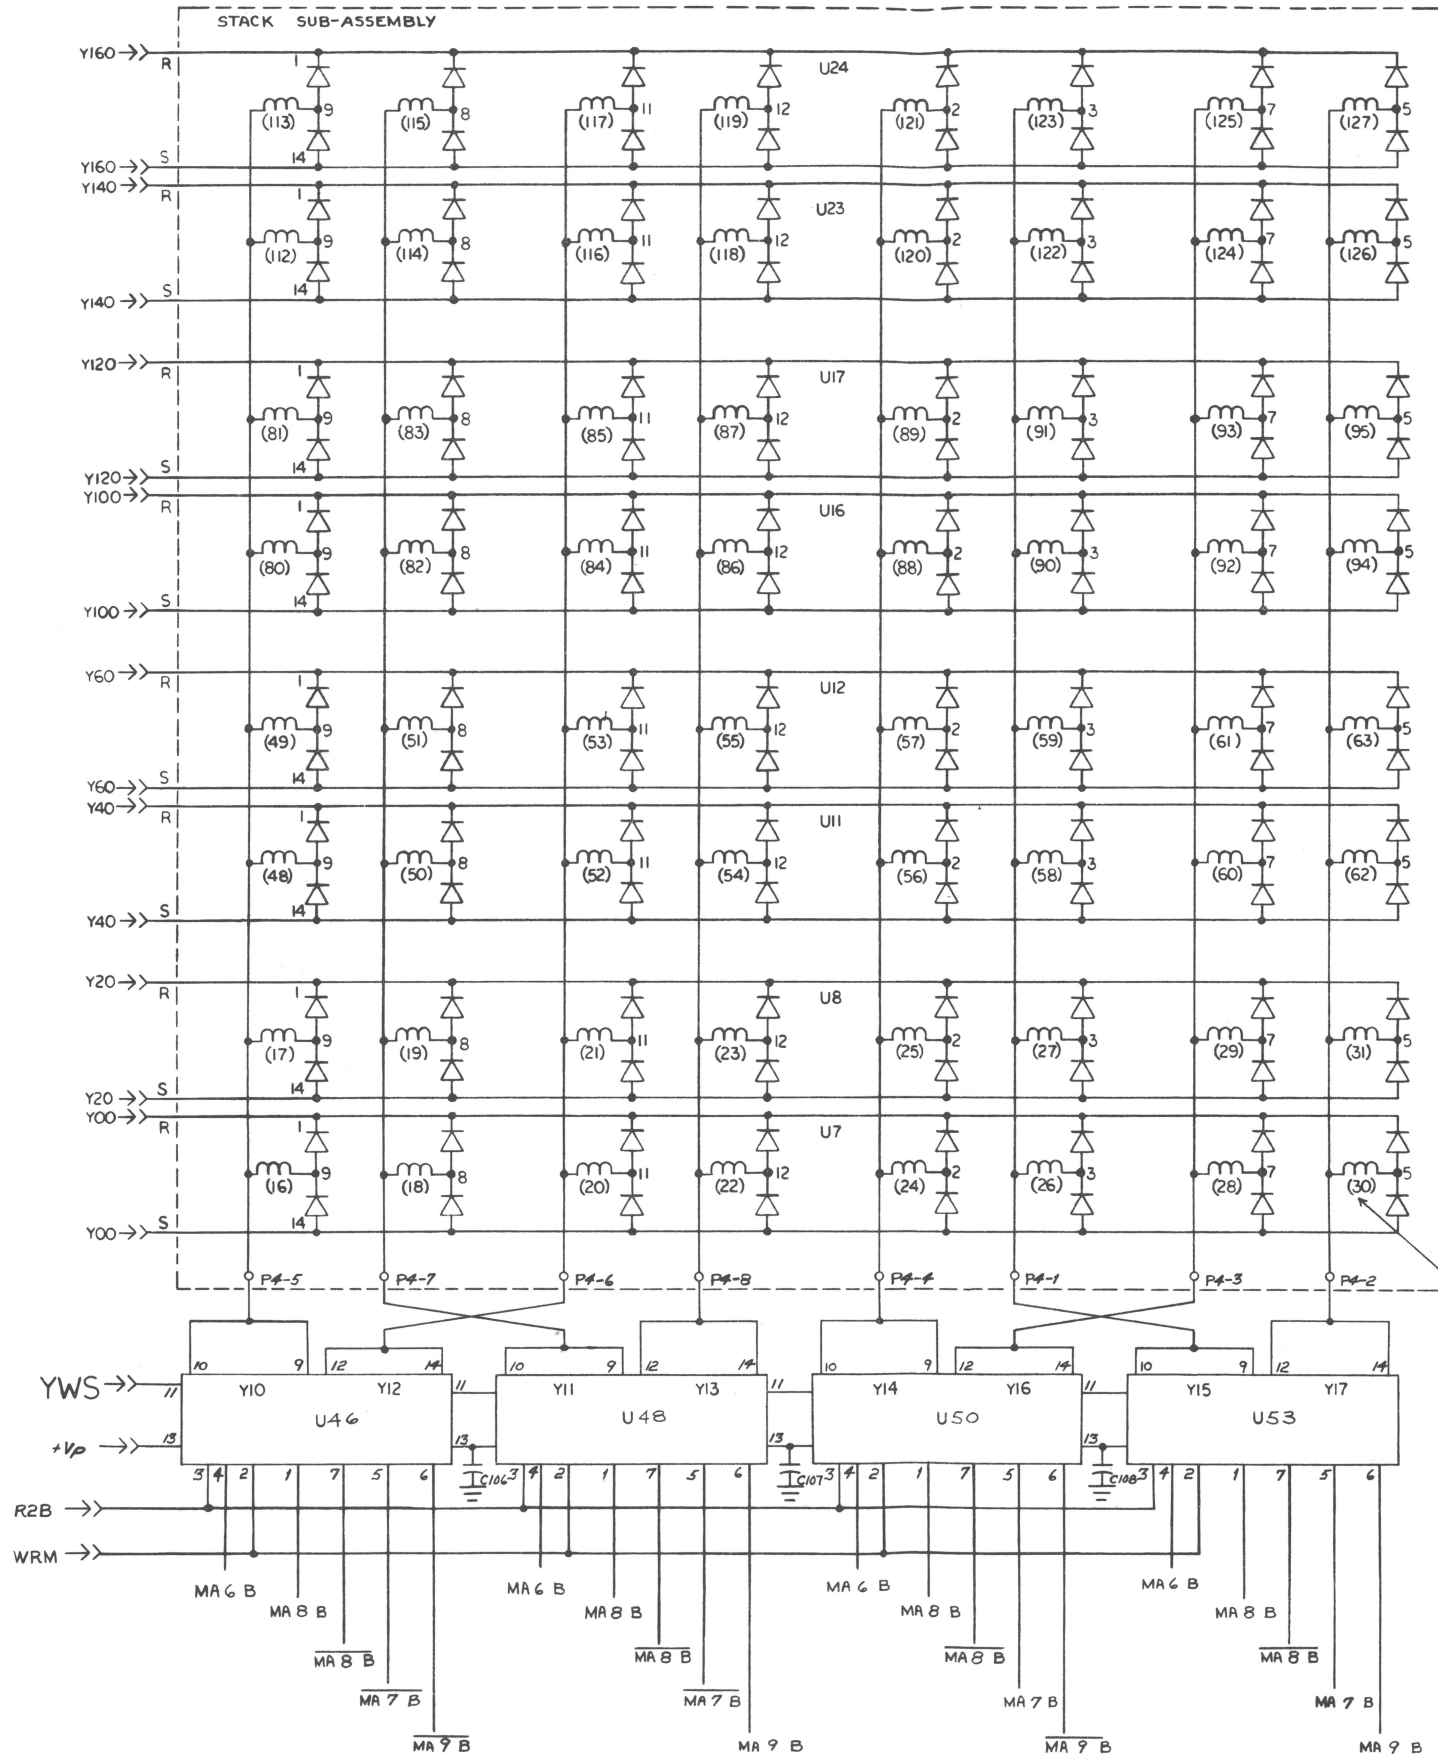 STACK SUB-ASSEMBLY
Y160 R 1 U24
9 8 11 12 2 3 7 5
(113) (115) (117) (119) (121) (123) (125) (127)
Y160 S 14
Y140 R 1 U23
9 8 11 12 2 3 7 5
(112) (114) (116) (118) (120) (122) (124) (126)
Y140 S 14
Y120 R 1 U17
9 8 11 12 2 3 7 5
(81) (83) (85) (87) (89) (91) (93) (95)
Y120 S 14
Y100 R 1 U16
9 8 11 12 2 3 7 5
(80) (82) (84) (86) (88) (90) (92) (94)
Y100 S 14
Y60 R 1 U12
9 8 11 12 2 3 7 5
(49) (51) (53) (55) (57) (59) (61) (63)
Y60 S 14
Y40 R 1 U11
9 8 11 12 2 3 7 5
(48) (50) (52) (54) (56) (58) (60) (62)
Y40 S 14
Y20 R 1 U8
9 8 11 12 2 3 7 5
(17) (19) (21) (23) (25) (27) (29) (31)
Y20 S 14
Y00 R 1 U7
9 8 11 12 2 3 7 5
(16) (18) (20) (22) (24) (26) (28) (30)
Y00 S 14
P4-5 P4-7 P4-6 P4-8 P4-4 P4-1 P4-3 P4-2
10 9 12 14 10 9 12 14 10 9 12 14 10 9 12 14
YWS 11 Y10 Y12 11 Y11 Y13 11 Y14 Y16 11 Y15 Y17
U46 U48 U50 U53
+Vp 13 13 13 13
3 4 2 1 7 5 6 C106 3 4 2 1 7 5 6 C107 3 4 2 1 7 5 6 C108 3 4 2 1 7 5 6
R2B
WRM
MA 6 B MA 6 B MA 6 B MA 6 B
MA 8 B MA 8 B MA 8 B MA 8 B
M̅A̅ ̅8̅ ̅B̅ M̅A̅ ̅8̅ ̅B̅ M̅A̅ ̅8̅ ̅B̅ M̅A̅ ̅8̅ ̅B̅
M̅A̅ ̅7̅ ̅B̅ M̅A̅ ̅7̅ ̅B̅ MA 7 B MA 7 B
M̅A̅ ̅9̅ ̅B̅ MA 9 B M̅A̅ ̅9̅ ̅B̅ MA 9 B